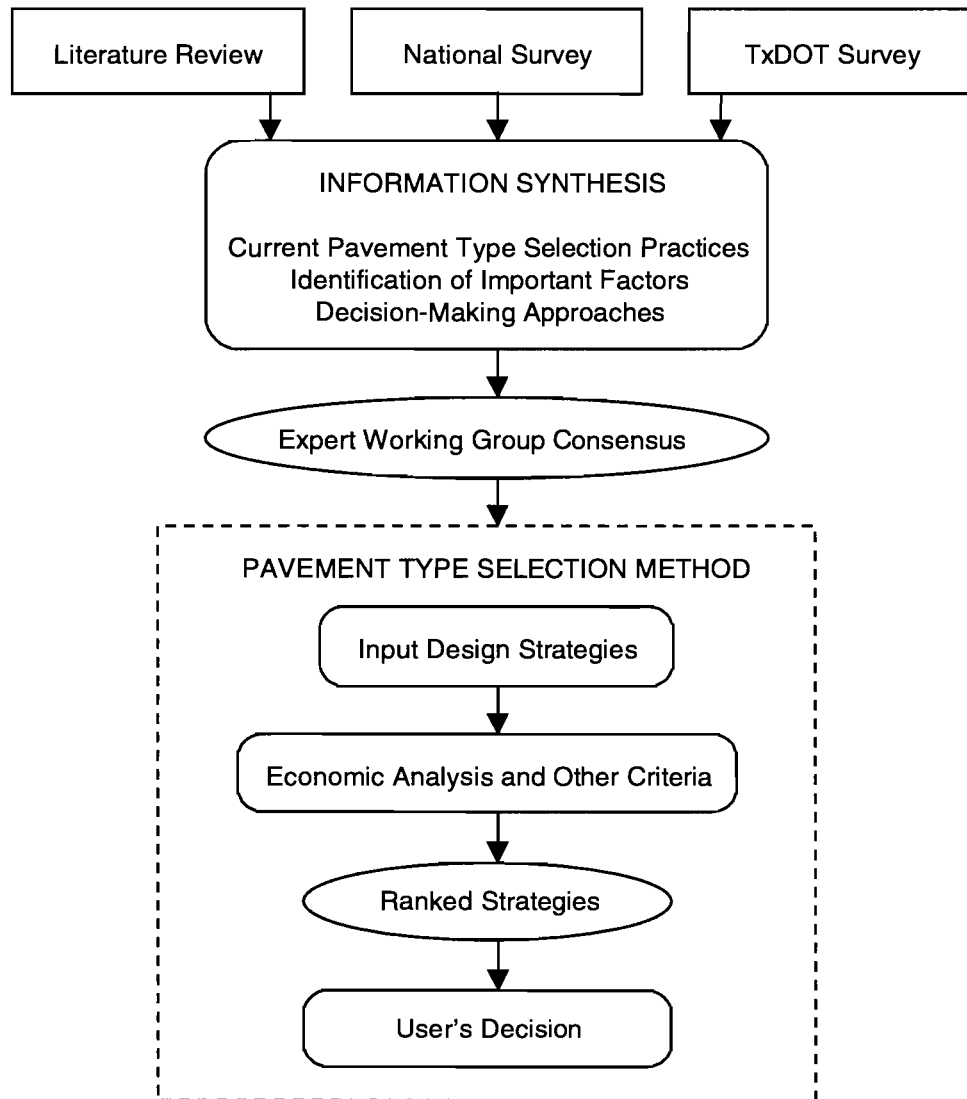 Literature Review
National Survey
TxDOT Survey
INFORMATION SYNTHESIS
Current Pavement Type Selection Practices
Identification of Important Factors
Decision-Making Approaches
Expert Working Group Consensus
PAVEMENT TYPE SELECTION METHOD
Input Design Strategies
Economic Analysis and Other Criteria
Ranked Strategies
User's Decision